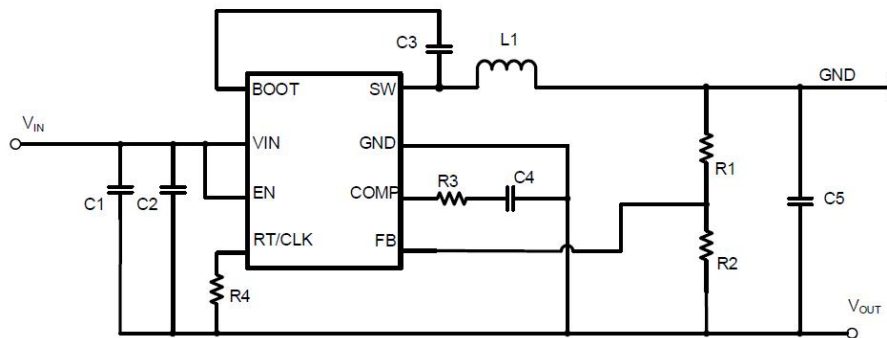 C3
L1
GND
BOOT
SW
V_IN
VIN
GND
R1
C1
C2
EN
COMP
R3
C4
C5
RT/CLK
FB
R2
R4
V_OUT